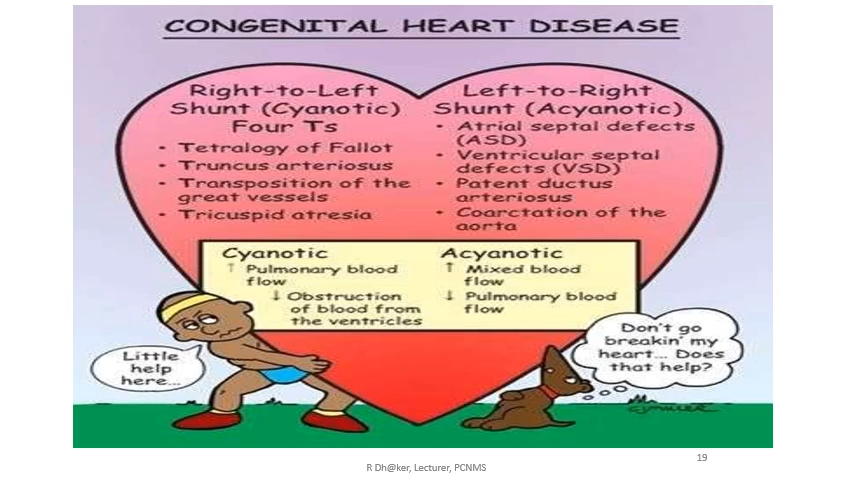 CONGENITAL HEART DISEASE
Right-to-Left
Shunt (Cyanotic)
Four Ts
• Tetralogy of Fallot
• Truncus arteriosus
• Transposition of the
great vessels
• Tricuspid atresia
Left-to-Right
Shunt (Acyanotic)
• Atrial septal defects
(ASD)
• Ventricular septal
defects (VSD)
• Patent ductus
arteriosus
• Coarctation of the
aorta
Cyanotic
↑ Pulmonary blood
flow
↓ Obstruction
of blood from
the ventricles
Acyanotic
↑ Mixed blood
flow
↓ Pulmonary blood
flow
Little
help
here...
Don't go
breakin' my
heart... Does
that help?
R Dh@ker, Lecturer, PCNMS
19